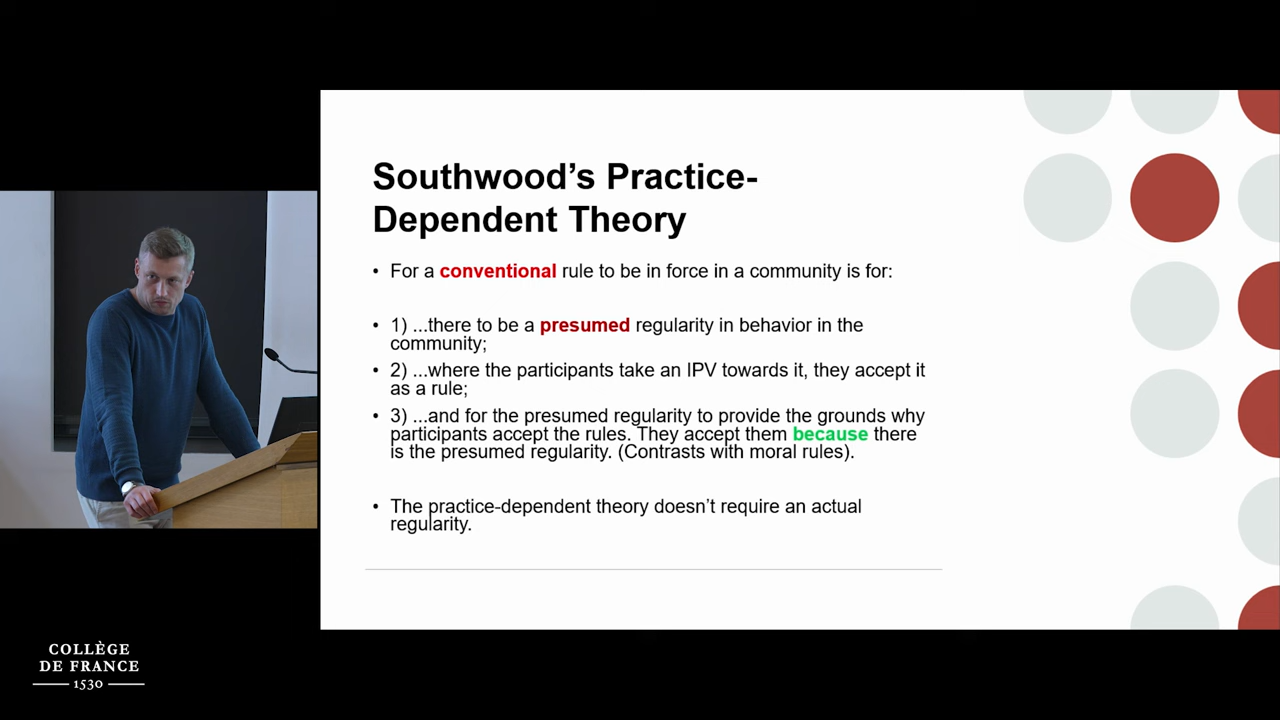 Southwood's Practice-
Dependent Theory
• For a conventional rule to be in force in a community is for:
• 1) ...there to be a presumed regularity in behavior in the
community;
• 2) ...where the participants take an IPV towards it, they accept it
as a rule;
• 3) ...and for the presumed regularity to provide the grounds why
participants accept the rules. They accept them because there
is the presumed regularity. (Contrasts with moral rules).
• The practice-dependent theory doesn't require an actual
regularity.
COLLÈGE
DE FRANCE
1530